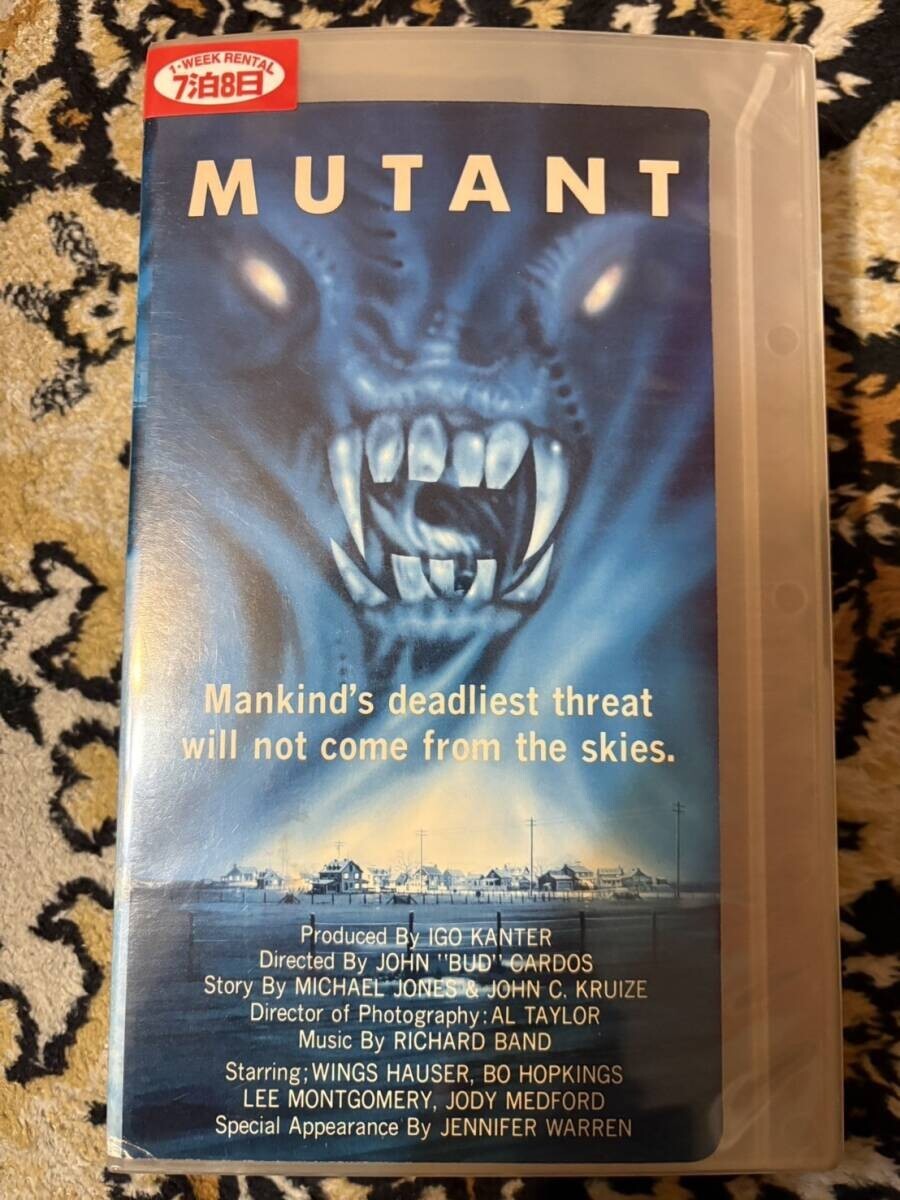 1-WEEK RENTAL
7泊8日
MUTANT
Mankind's deadliest threat
will not come from the skies.
Produced By IGO KANTER
Directed By JOHN "BUD" CARDOS
Story By MICHAEL JONES & JOHN C. KRUIZE
Director of Photography: AL TAYLOR
Music By RICHARD BAND
Starring; WINGS HAUSER, BO HOPKINGS
LEE MONTGOMERY, JODY MEDFORD
Special Appearance By JENNIFER WARREN